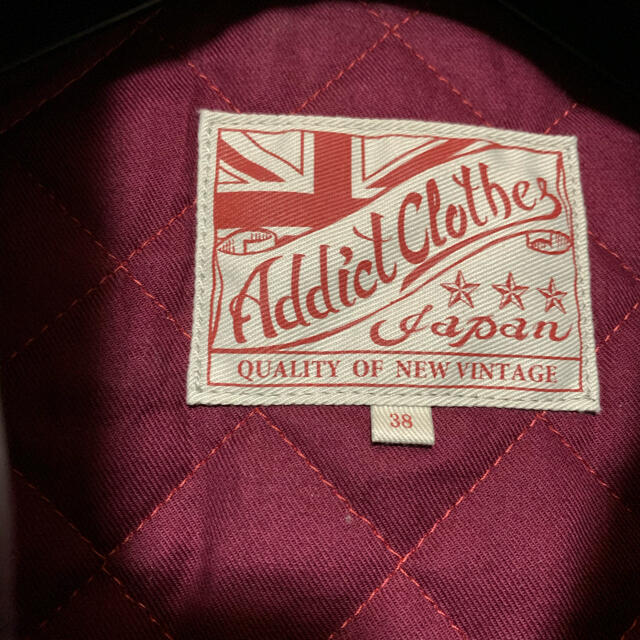 Addict Clothes
Japan
QUALITY OF NEW VINTAGE
38